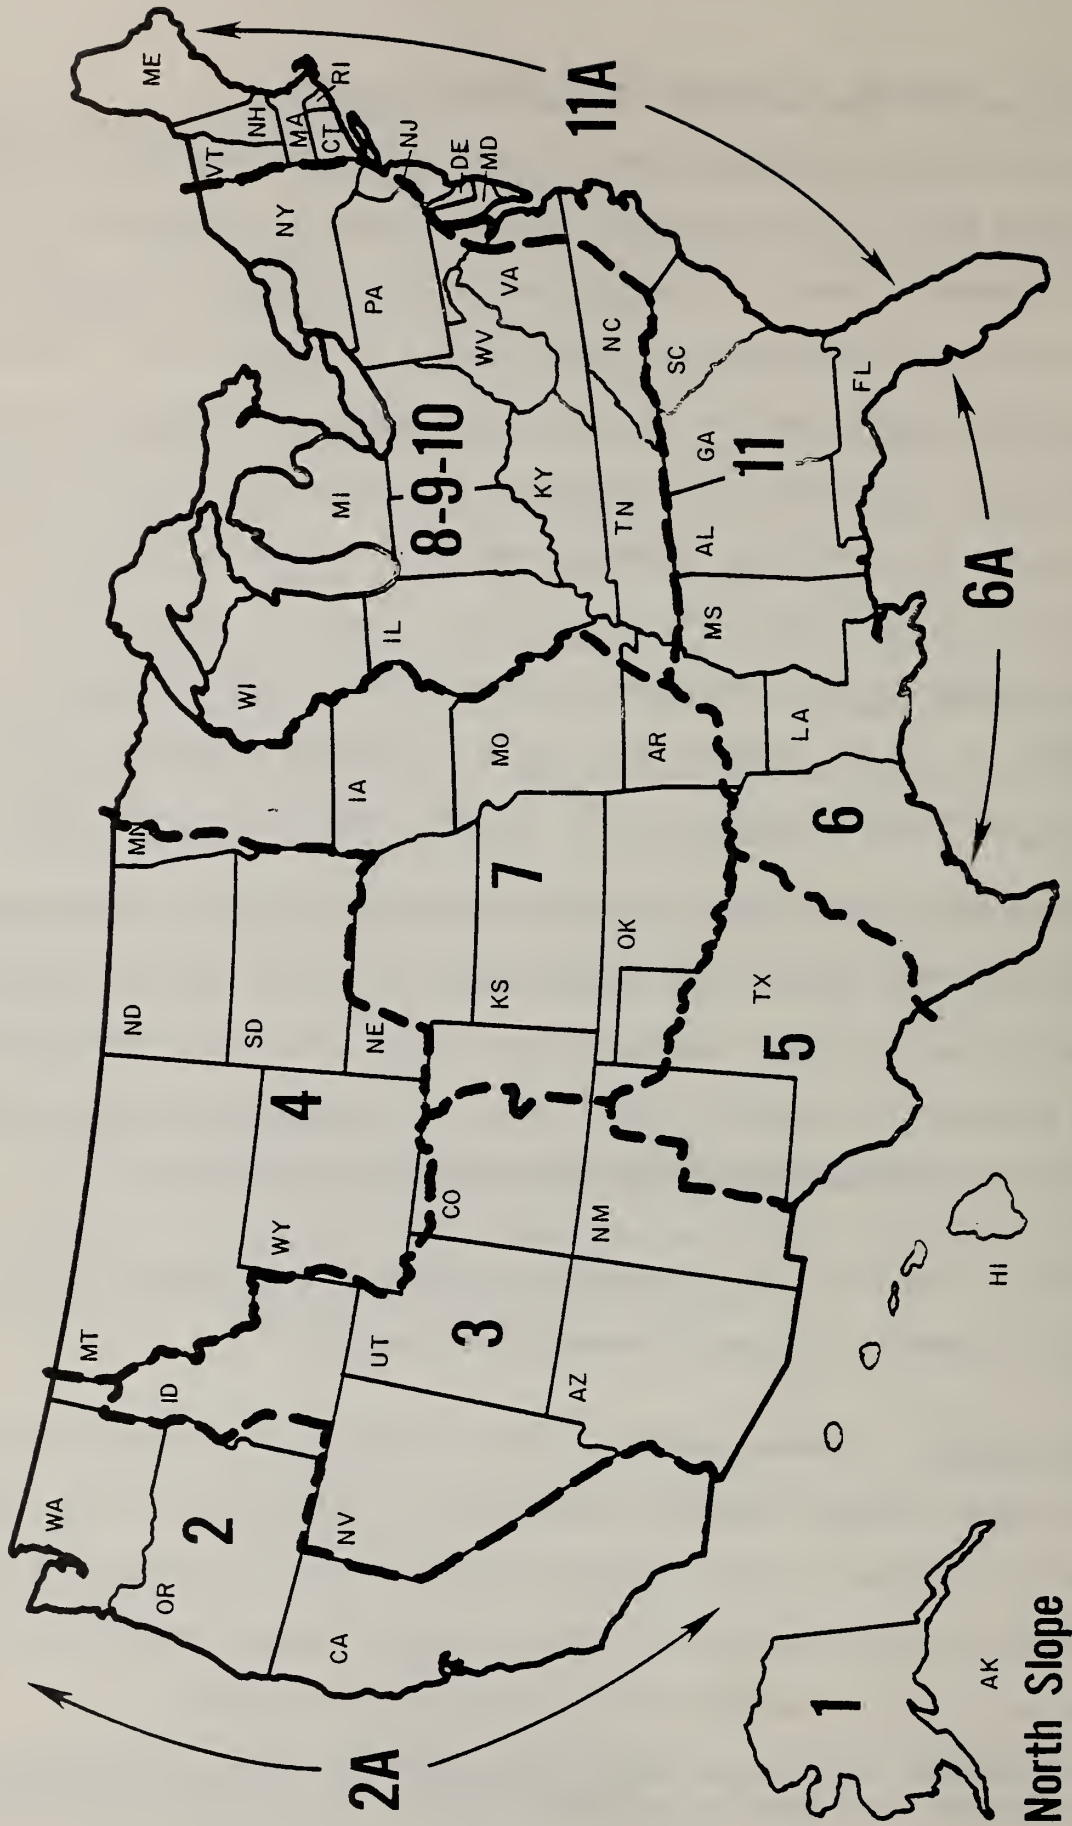 WA
MT
ND
MN
ME
VT
NH
MA
RI
CT
OR
ID
WY
SD
WI
MI
NY
2
4
IA
IL
PA
NJ
DE
MD
11A
2A
CA
NV
UT
CO
NE
KS
7
MO
8-9-10
KY
WV
VA
3
AZ
NM
OK
AR
TN
NC
SC
5
TX
6
LA
MS
AL
GA
11
FL
6A
1
AK
HI
North Slope